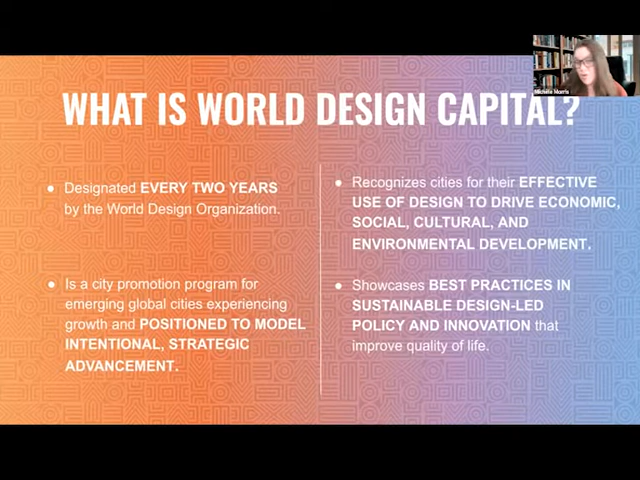 Michèle Morris
WHAT IS WORLD DESIGN CAPITAL?
● Designated EVERY TWO YEARS
by the World Design Organization.
● Is a city promotion program for
emerging global cities experiencing
growth and POSITIONED TO MODEL
INTENTIONAL, STRATEGIC
ADVANCEMENT.
● Recognizes cities for their EFFECTIVE
USE OF DESIGN TO DRIVE ECONOMIC,
SOCIAL, CULTURAL, AND
ENVIRONMENTAL DEVELOPMENT.
● Showcases BEST PRACTICES IN
SUSTAINABLE DESIGN-LED
POLICY AND INNOVATION that
improve quality of life.